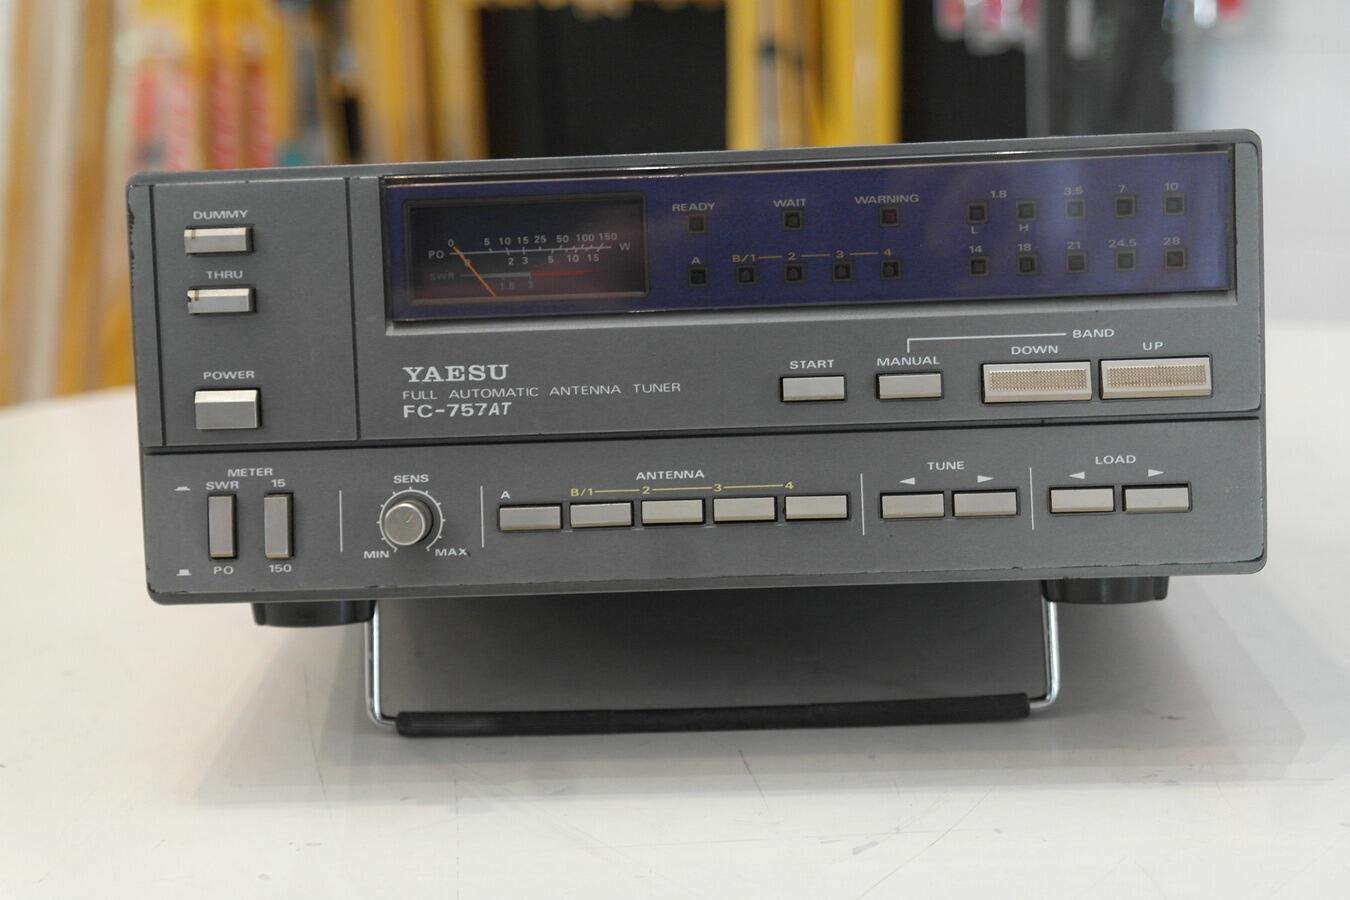 DUMMY
THRU
POWER
PO 0 5 10 15 25 50 100 150 W
0 2 3 5 10 15
SWR
1.5 3
READY WAIT WARNING
A B/1 2 3 4
1.8 3.5 7 10
L H
14 18 21 24.5 28
YAESU
FULL AUTOMATIC ANTENNA TUNER
FC-757AT
START MANUAL BAND
DOWN UP
METER
SWR 15
PO 150
SENS
MIN MAX
ANTENNA
A B/1 2 3 4
TUNE
LOAD